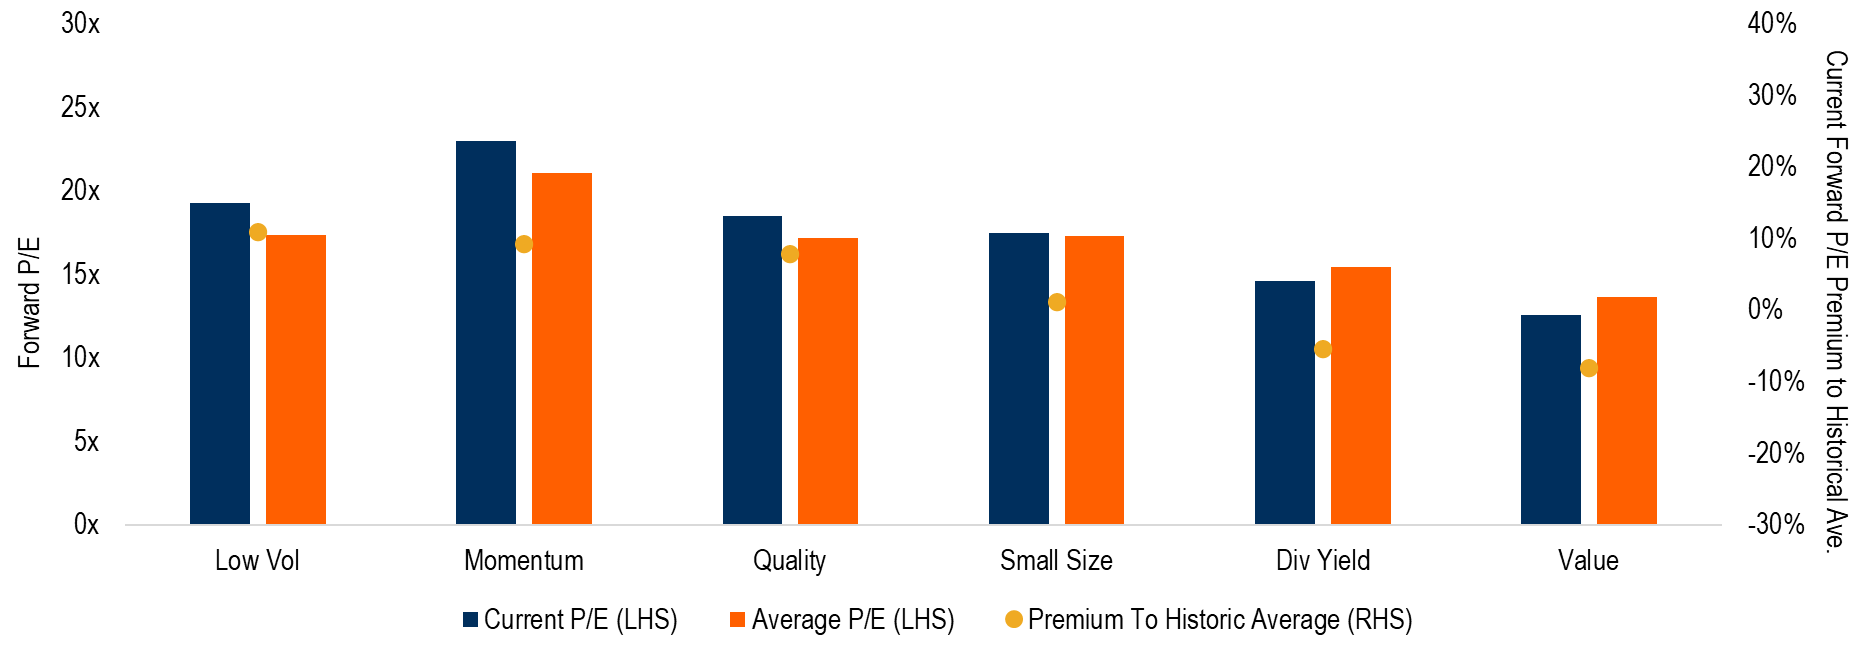 30x
25x
20x
15x
10x
5x
0x
Forward P/E
40%
30%
20%
10%
0%
-10%
-20%
-30%
Current Forward P/E Premium to Historical Ave.
Low Vol
Momentum
Quality
Small Size
Div Yield
Value
Current P/E (LHS)
Average P/E (LHS)
Premium To Historic Average (RHS)